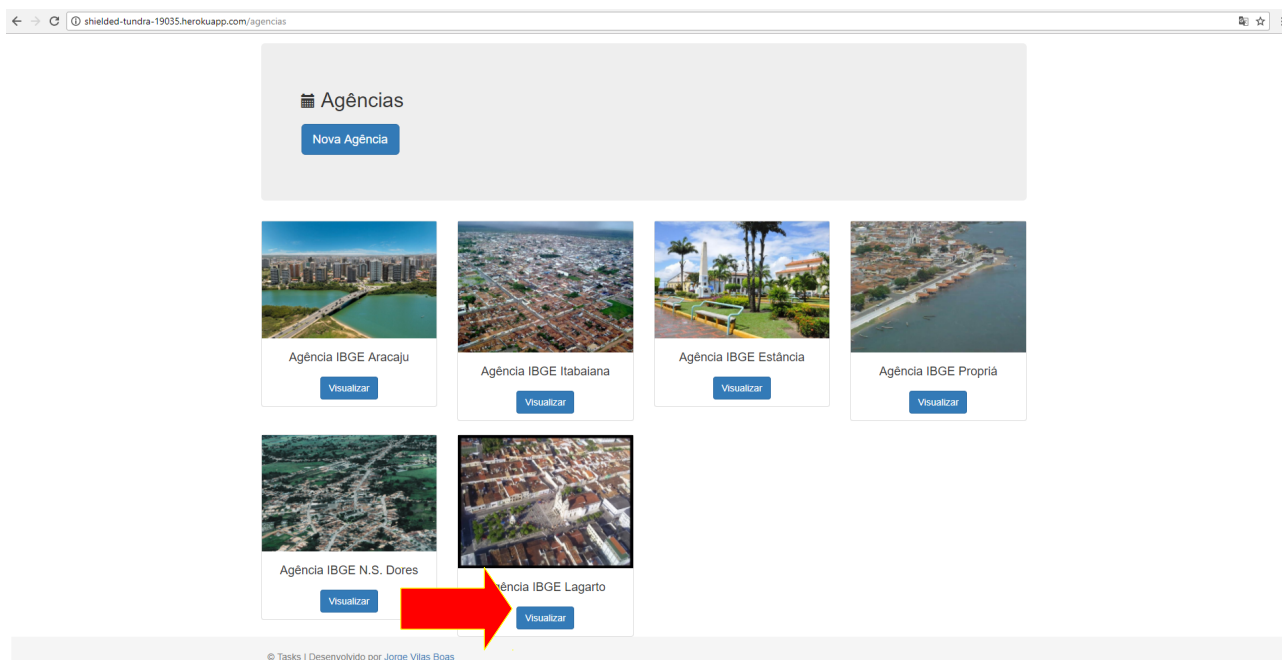 shielded-tundra-19035.herokuapp.com/agencias
Agências
Nova Agência
Agência IBGE Aracaju
Visualizar
Agência IBGE Itabaiana
Visualizar
Agência IBGE Estância
Visualizar
Agência IBGE Propriá
Visualizar
Agência IBGE N.S. Dores
Visualizar
gência IBGE Lagarto
Visualizar
© Tasks | Desenvolvido por Jorge Vilas Boas